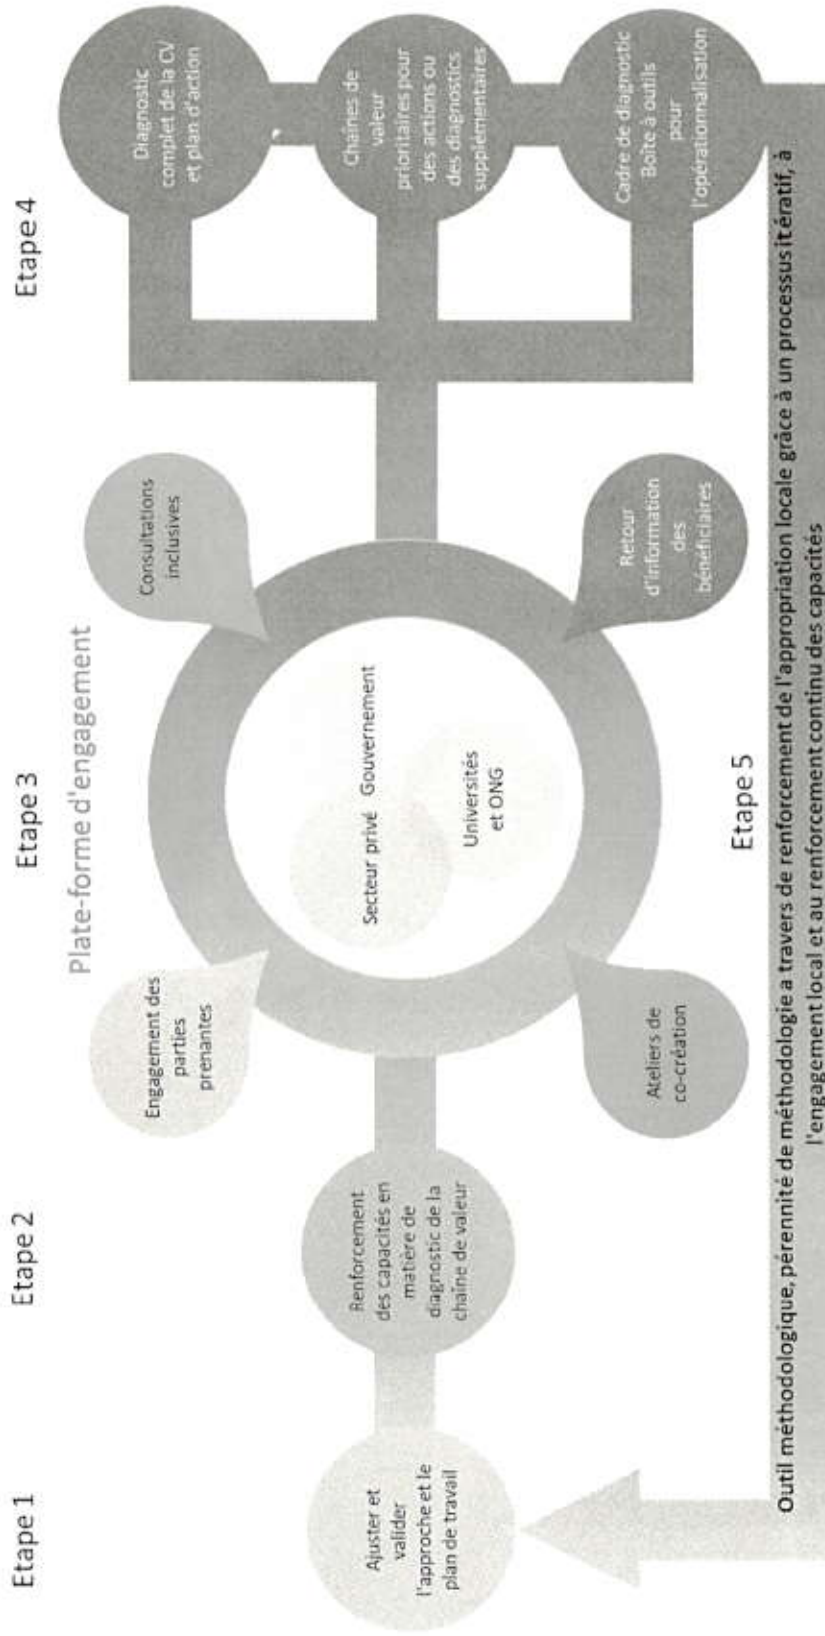 Etape 1
Etape 2
Etape 3
Etape 4
Plate-forme d'engagement
Ajuster et
valider
l'approche et le
plan de travail
Renforcement
des capacités en
matière de
diagnostic de la
chaîne de valeur
Engagement des
parties
prenantes
Consultations
inclusives
Secteur privé
Gouvernement
Universités
et ONG
Ateliers de
co-création
Retour
d'information
des
bénéficiaires
Diagnostic
complet de la CV
et plan d'action
Chaînes de
valeur
prioritaires pour
des actions ou
des diagnostics
supplémentaires
Cadre de diagnostic
Boîte à outils
pour
l'opérationnalisation
Etape 5
Outil méthodologique, pérennité de méthodologie a travers de renforcement de l'appropriation locale grâce à un processus itératif, à
l'engagement local et au renforcement continu des capacités